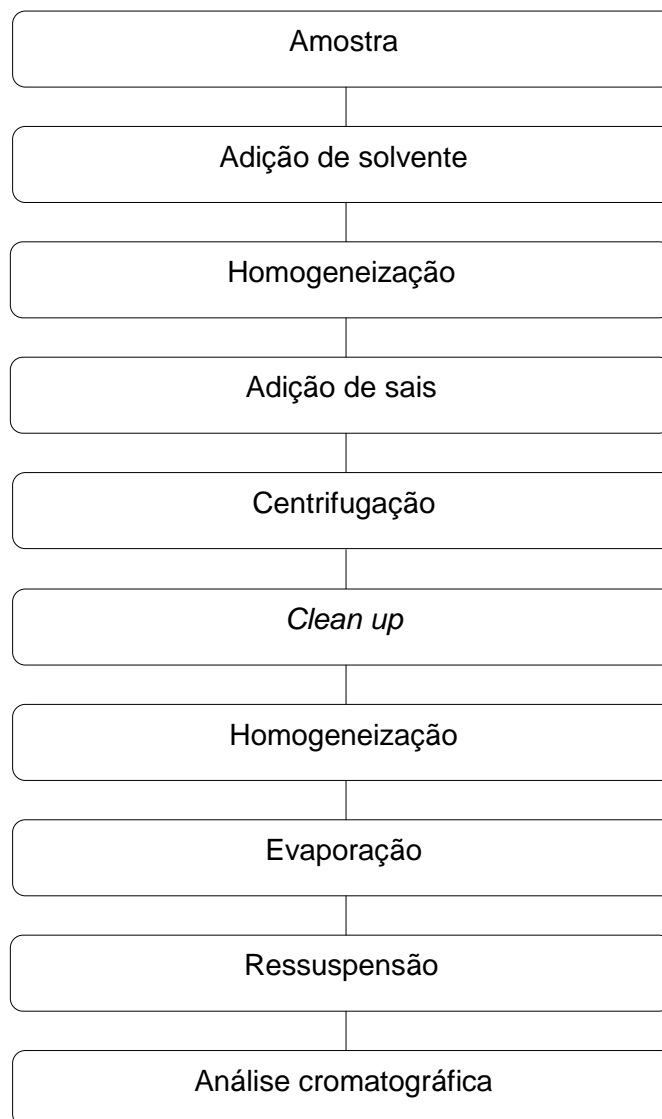 Amostra
Adição de solvente
Homogeneização
Adição de sais
Centrifugação
Clean up
Homogeneização
Evaporação
Ressuspensão
Análise cromatográfica